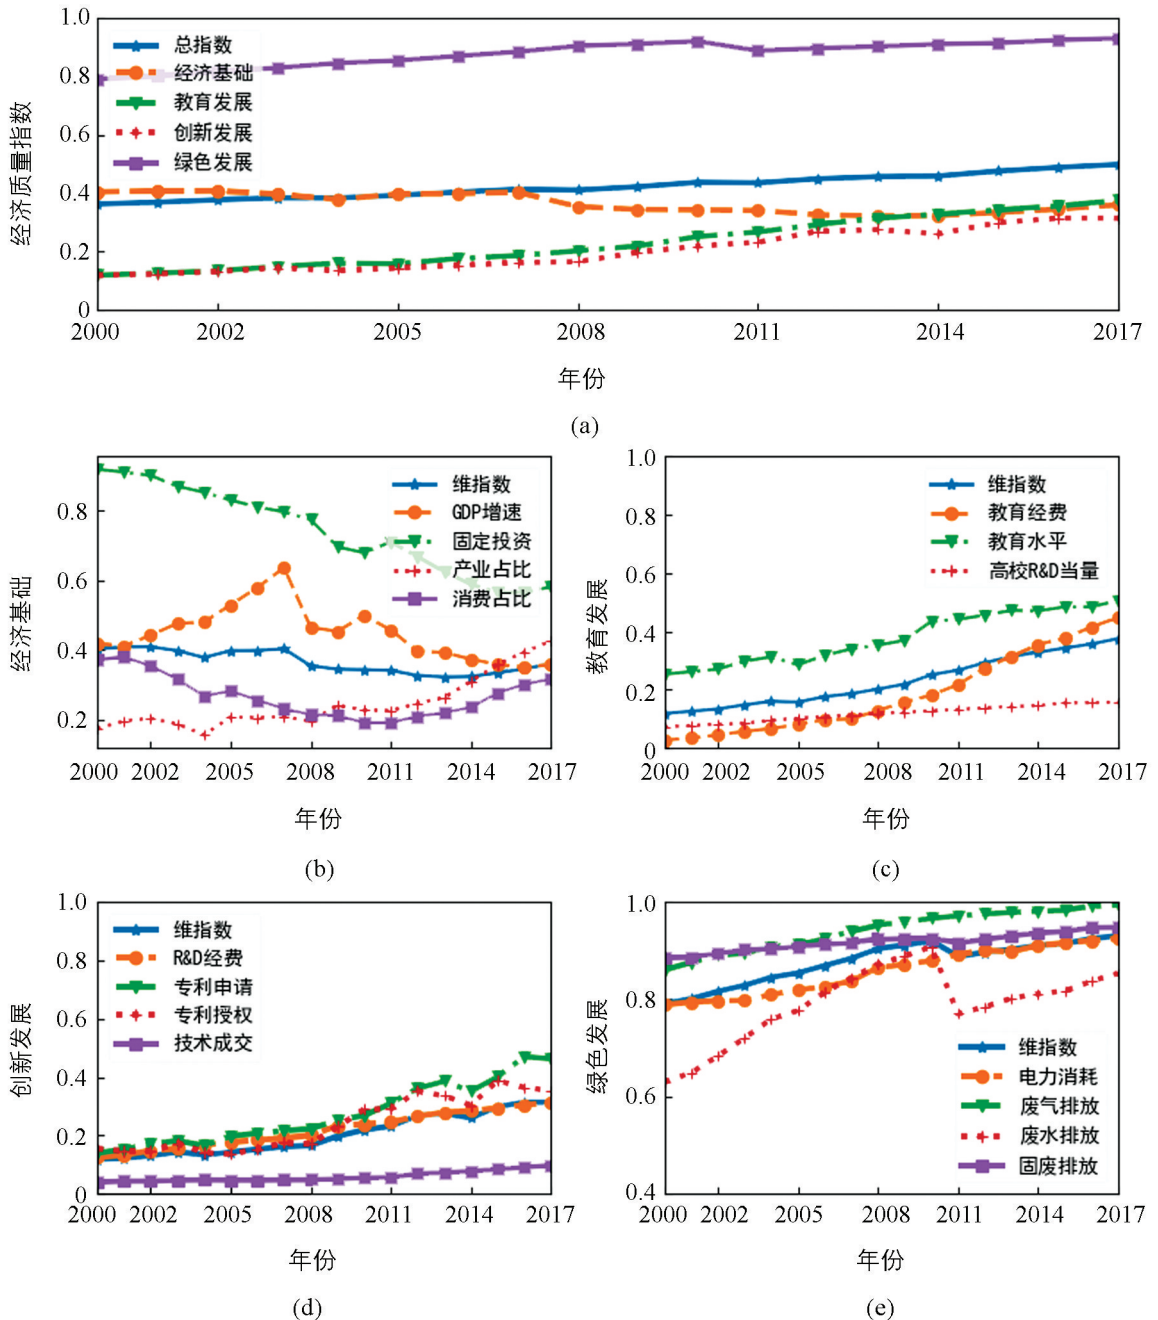 1.0
0.8
0.6
0.4
0.2
0
经济质量指数
总指数
经济基础
教育发展
创新发展
绿色发展
2000 2002 2005 2008 2011 2014 2017
年份
(a)
0.8
0.6
0.4
0.2
经济基础
维指数
GDP增速
固定投资
产业占比
消费占比
2000 2002 2005 2008 2011 2014 2017
年份
(b)
1.0
0.8
0.6
0.4
0.2
0
教育发展
维指数
教育经费
教育水平
高校R&D当量
2000 2002 2005 2008 2011 2014 2017
年份
(c)
1.0
0.8
0.6
0.4
0.2
0
创新发展
维指数
R&D经费
专利申请
专利授权
技术成交
2000 2002 2005 2008 2011 2014 2017
年份
(d)
1.0
0.8
0.6
0.4
绿色发展
维指数
电力消耗
废气排放
废水排放
固废排放
2000 2002 2005 2008 2011 2014 2017
年份
(e)